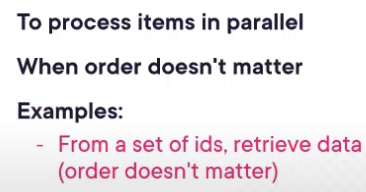 To process items in parallel
When order doesn't matter
Examples:
- From a set of ids, retrieve data
(order doesn't matter)